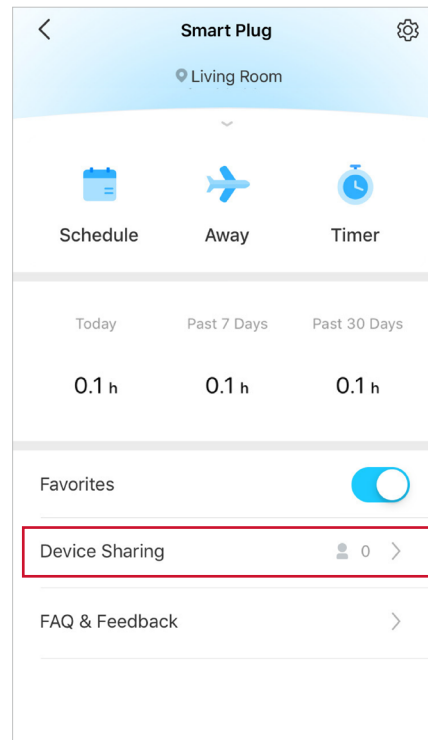 Smart Plug
Living Room
Schedule Away Timer
Today Past 7 Days Past 30 Days
0.1 h 0.1 h 0.1 h
Favorites
Device Sharing 0
FAQ & Feedback